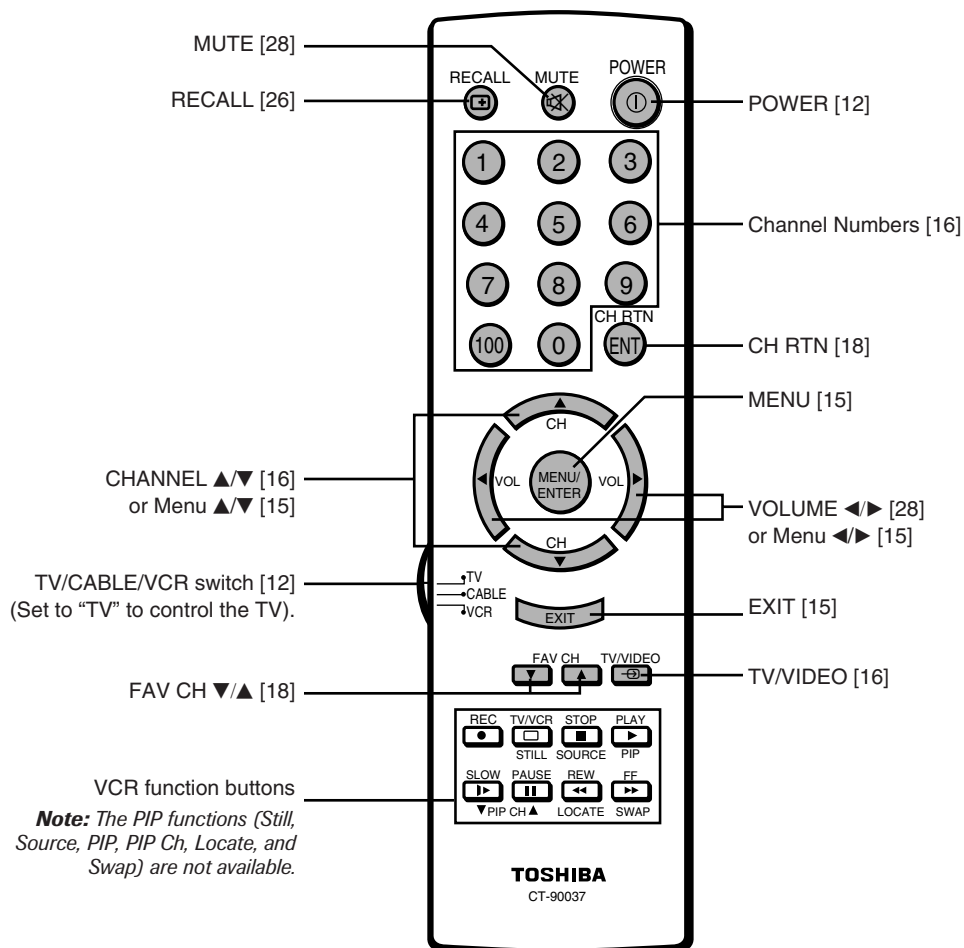 MUTE [28]
RECALL [26]
RECALL MUTE POWER
POWER [12]
1 2 3
4 5 6
Channel Numbers [16]
7 8 9
CH RTN
100 0 ENT
CH RTN [18]
MENU [15]
CH
VOL MENU/ VOL
ENTER
CH
CHANNEL ▲/▼ [16]
or Menu ▲/▼ [15]
VOLUME ◀/▶ [28]
or Menu ◀/▶ [15]
TV/CABLE/VCR switch [12]
(Set to “TV” to control the TV).
TV
CABLE
VCR
EXIT
EXIT [15]
FAV CH TV/VIDEO
TV/VIDEO [16]
FAV CH ▼/▲ [18]
REC TV/VCR STOP PLAY
STILL SOURCE PIP
SLOW PAUSE REW FF
▼PIP CH▲ LOCATE SWAP
VCR function buttons
Note: The PIP functions (Still,
Source, PIP, PIP Ch, Locate, and
Swap) are not available.
TOSHIBA
CT-90037